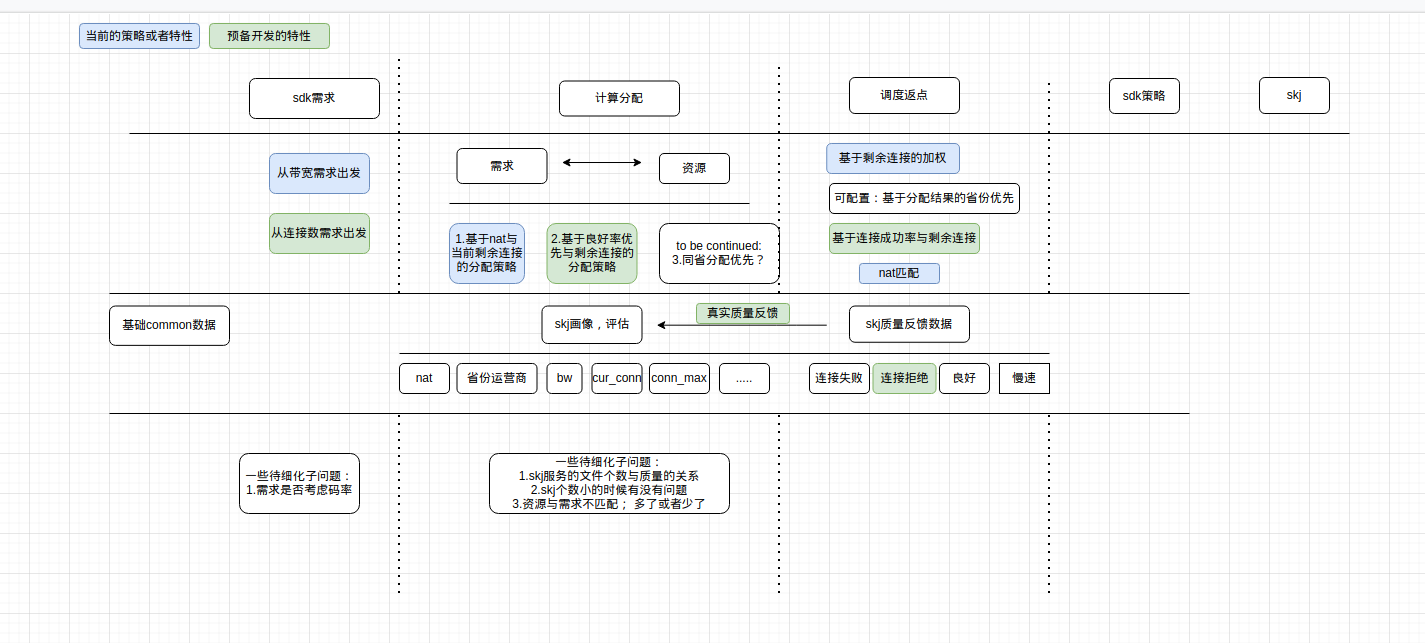 当前的策略或者特性
预备开发的特性
sdk需求
计算分配
调度返点
sdk策略
skj
从带宽需求出发
从连接数需求出发
需求
资源
1.基于nat与
当前剩余连接
的分配策略
2.基于良好率优
先与剩余连接的
分配策略
to be continued:
3.同省分配优先？
基于剩余连接的加权
可配置：基于分配结果的省份优先
基于连接成功率与剩余连接
nat匹配
基础common数据
skj画像，评估
真实质量反馈
skj质量反馈数据
nat
省份运营商
bw
cur_conn
conn_max
.....
连接失败
连接拒绝
良好
慢速
一些待细化子问题：
1.需求是否考虑码率
一些待细化子问题：
1.skj服务的文件个数与质量的关系
2.skj个数小的时候有没有问题
3.资源与需求不匹配； 多了或者少了